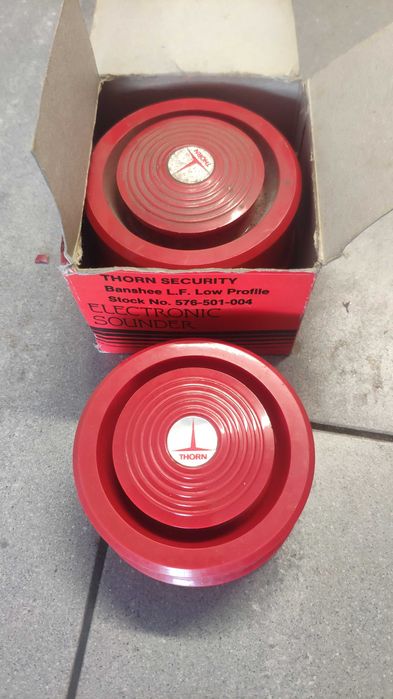 THORN
THORN SECURITY
Banshee L.F. Low Profile
Stock No. 576-501-004
ELECTRONIC
SOUNDER
THORN